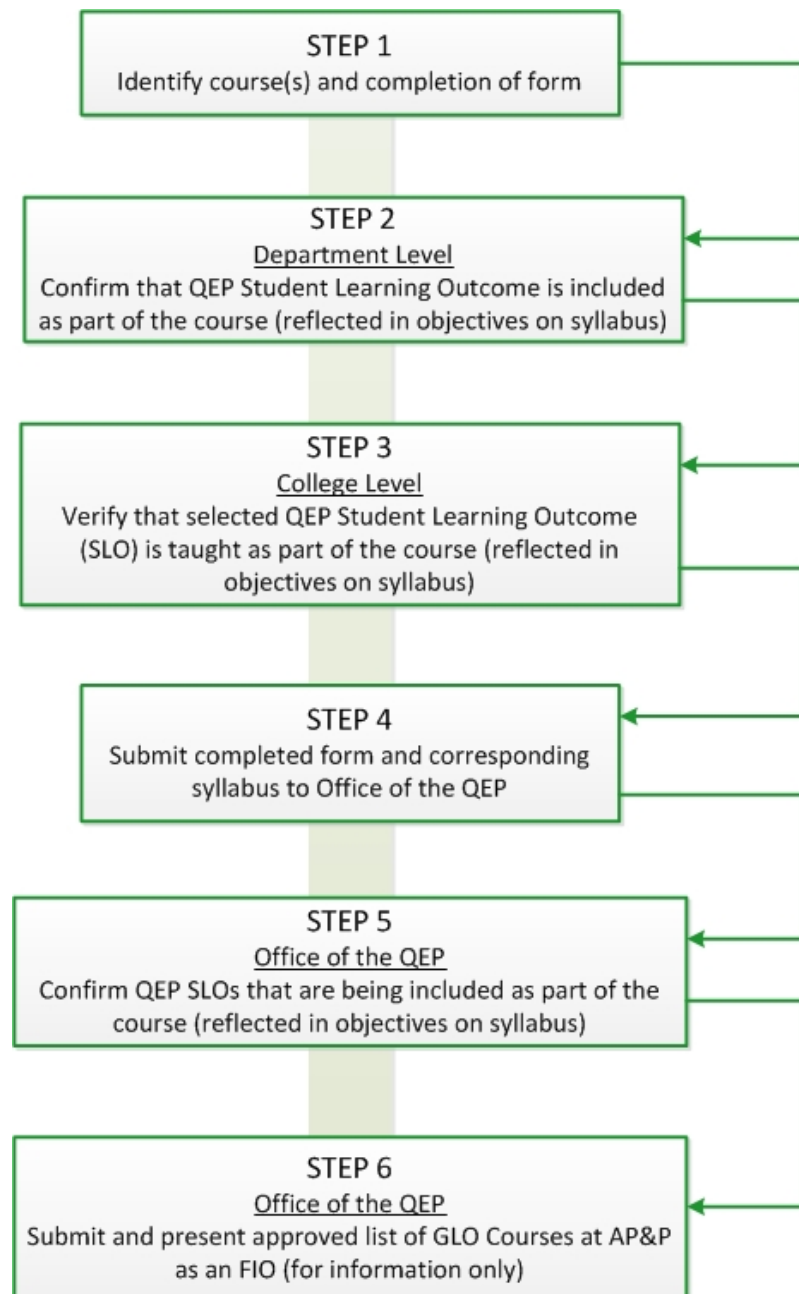 STEP 1
Identify course(s) and completion of form
STEP 2
Department Level
Confirm that QEP Student Learning Outcome is included
as part of the course (reflected in objectives on syllabus)
STEP 3
College Level
Verify that selected QEP Student Learning Outcome
(SLO) is taught as part of the course (reflected in
objectives on syllabus)
STEP 4
Submit completed form and corresponding
syllabus to Office of the QEP
STEP 5
Office of the QEP
Confirm QEP SLOs that are being included as part of the
course (reflected in objectives on syllabus)
STEP 6
Office of the QEP
Submit and present approved list of GLO Courses at AP&P
as an FIO (for information only)